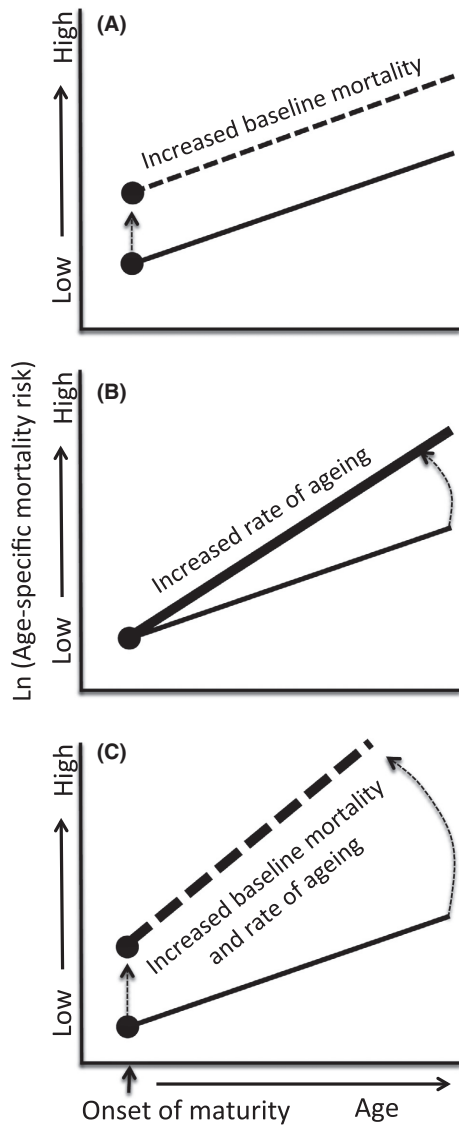 (A)
High
Low
Increased baseline mortality
Ln (Age-specific mortality risk)
(B)
High
Low
Increased rate of ageing
(C)
High
Low
Increased baseline mortality
and rate of ageing
Onset of maturity
Age